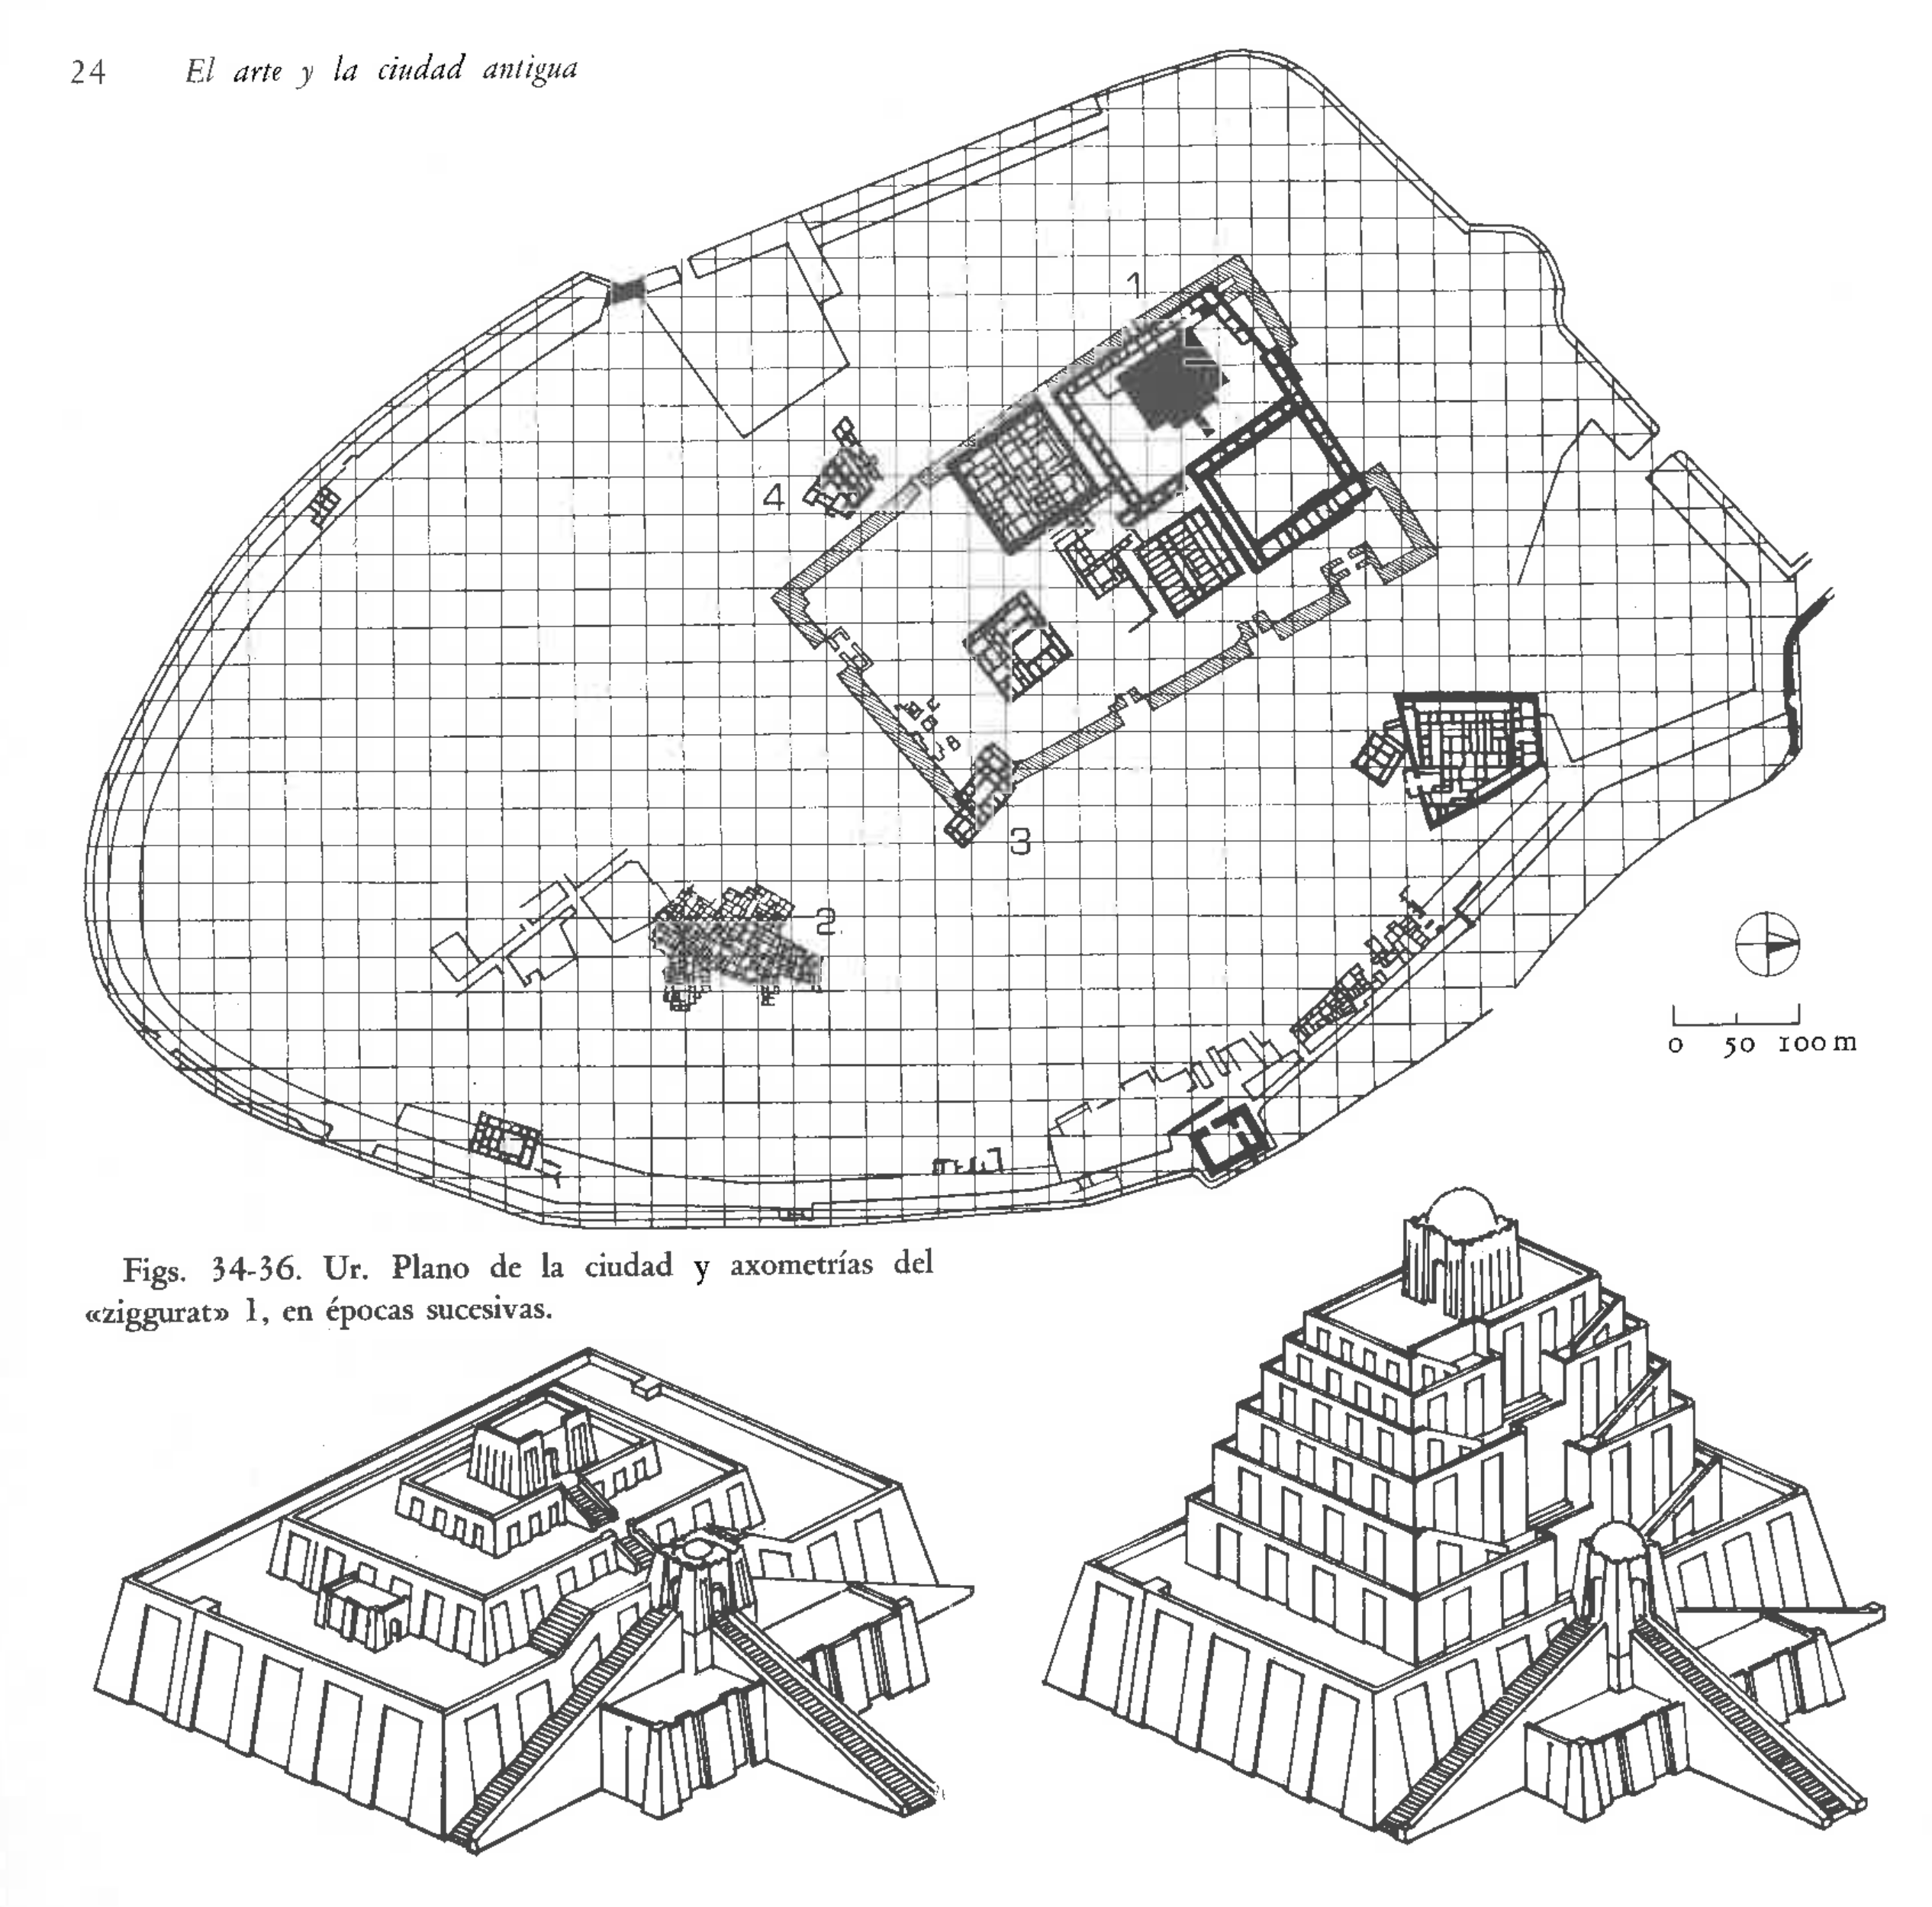 24 El arte y la ciudad antigua
1
4
3
2
0 50 100 m
Figs. 34-36. Ur. Plano de la ciudad y axometrías del
«ziggurat» 1, en épocas sucesivas.